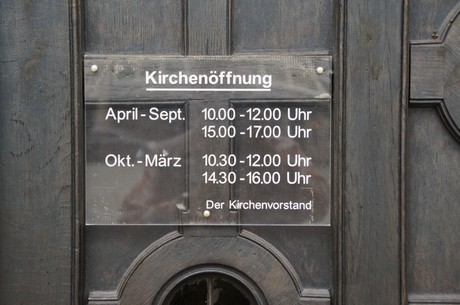 Kirchenöffnung
April-Sept. 10.00-12.00 Uhr
15.00-17.00 Uhr
Okt.-März 10.30-12.00 Uhr
14.30-16.00 Uhr
Der Kirchenvorstand